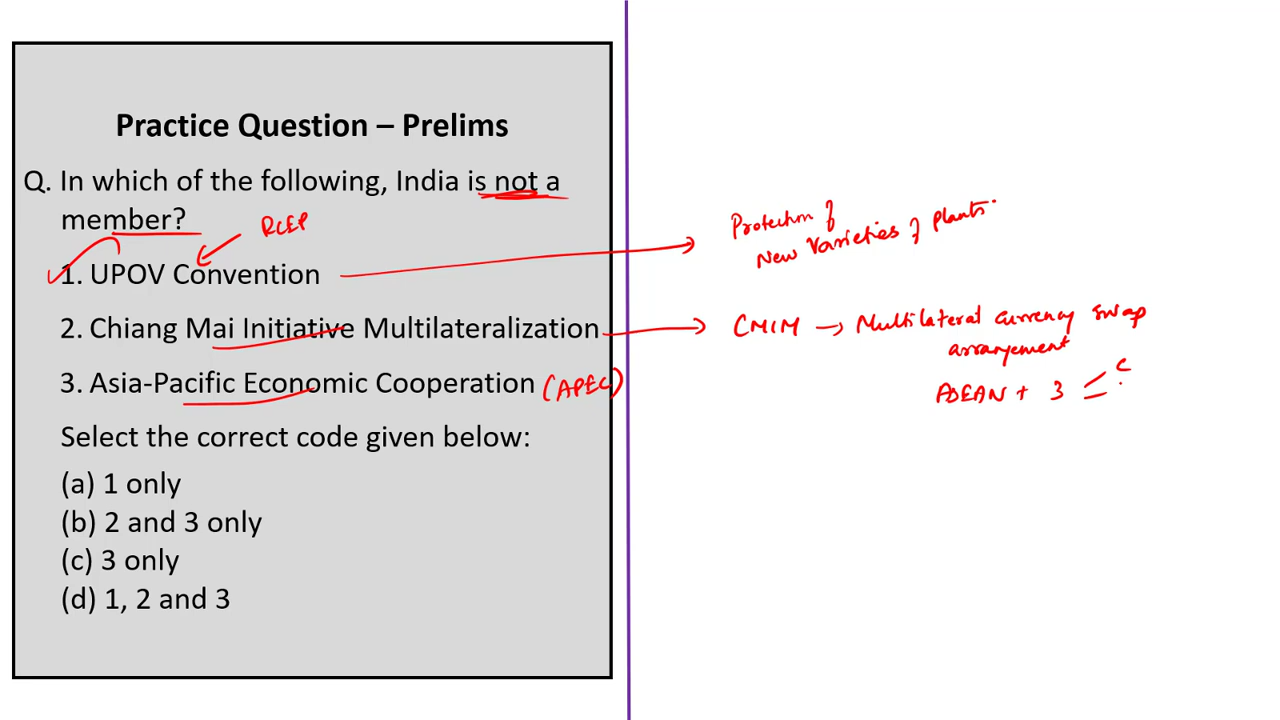 Practice Question – Prelims
Q. In which of the following, India is not a
member?
RCEP
1. UPOV Convention
2. Chiang Mai Initiative Multilateralization
3. Asia-Pacific Economic Cooperation (APEC)
Select the correct code given below:
(a) 1 only
(b) 2 and 3 only
(c) 3 only
(d) 1, 2 and 3
Protection of
New Varieties of Plants.
CMIM → Multilateral currency swap
arrangement
ASEAN + 3
C